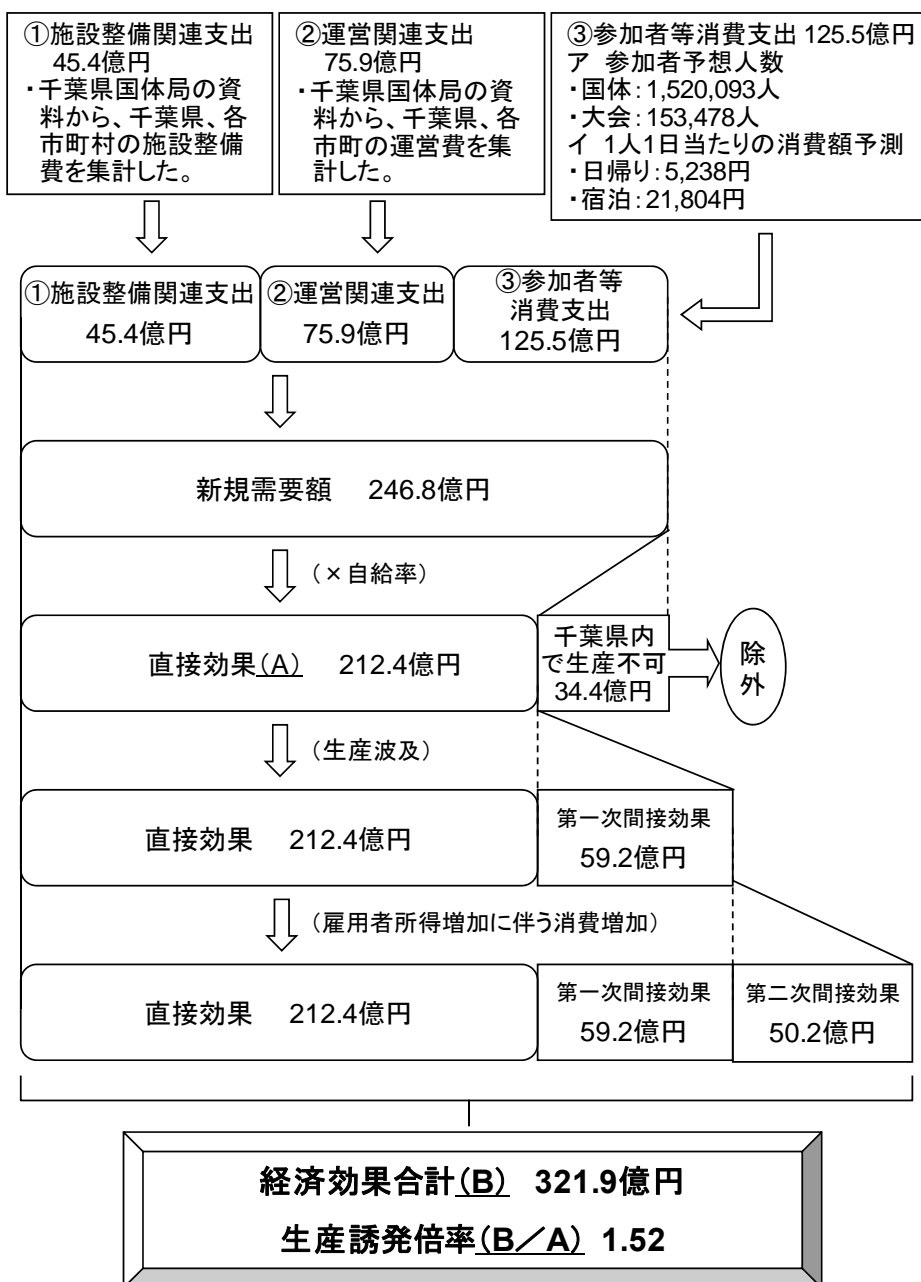 ①施設整備関連支出
45.4億円
・千葉県国体局の資
料から、千葉県、各
市町村の施設整備
費を集計した。
②運営関連支出
75.9億円
・千葉県国体局の資
料から、千葉県、各
市町の運営費を集
計した。
③参加者等消費支出 125.5億円
ア 参加者予想人数
・国体：1,520,093人
・大会：153,478人
イ 1人1日当たりの消費額予測
・日帰り：5,238円
・宿泊：21,804円
①施設整備関連支出
45.4億円
②運営関連支出
75.9億円
③参加者等
消費支出
125.5億円
新規需要額 246.8億円
（×自給率）
直接効果(A) 212.4億円
千葉県内
で生産不可
34.4億円
除
外
（生産波及）
直接効果 212.4億円
第一次間接効果
59.2億円
（雇用者所得増加に伴う消費増加）
直接効果 212.4億円
第一次間接効果
59.2億円
第二次間接効果
50.2億円
経済効果合計(B) 321.9億円
生産誘発倍率(B／A) 1.52